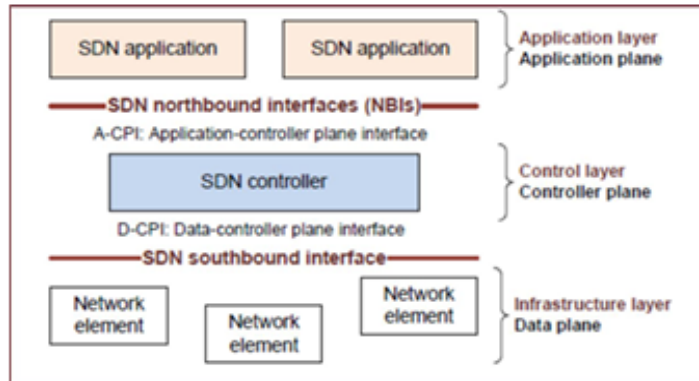 SDN application
SDN application
Application layer
Application plane
SDN northbound interfaces (NBIs)
A-CPI: Application-controller plane interface
SDN controller
Control layer
Controller plane
D-CPI: Data-controller plane interface
SDN southbound interface
Network
element
Network
element
Network
element
Infrastructure layer
Data plane